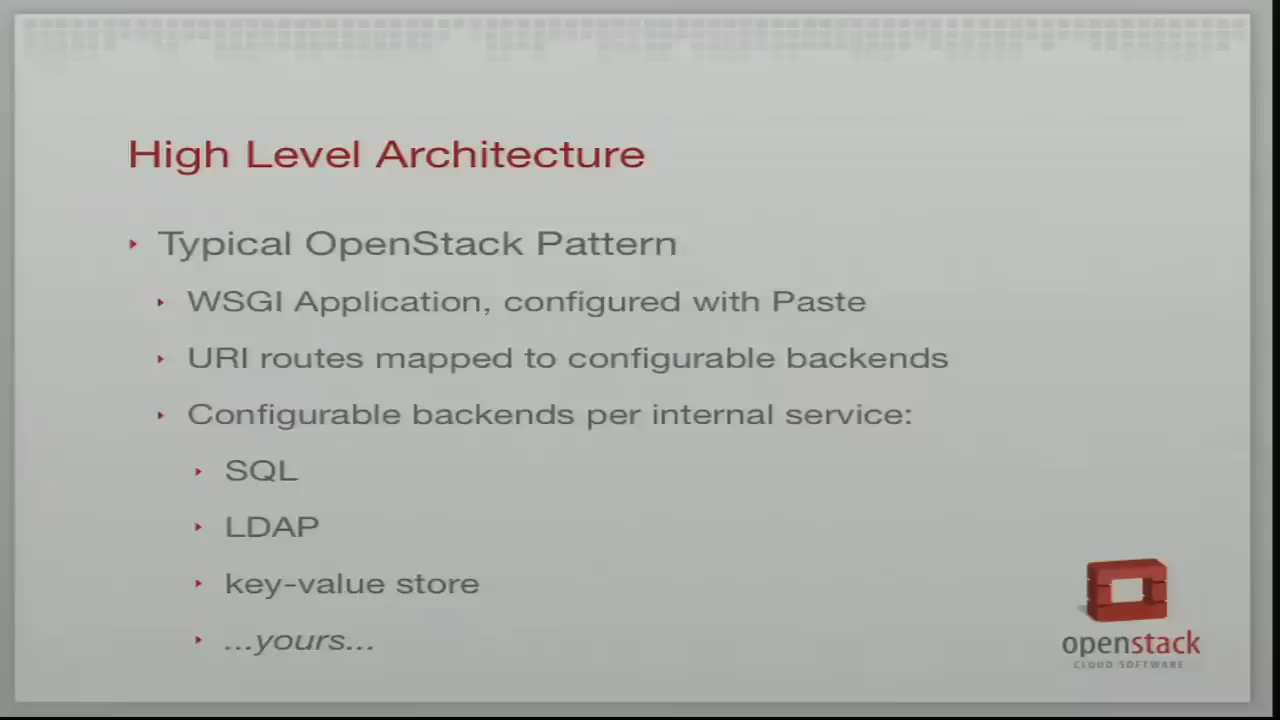 High Level Architecture
Typical OpenStack Pattern
WSGI Application, configured with Paste
URI routes mapped to configurable backends
Configurable backends per internal service:
SQL
LDAP
key-value store
...yours...
openstack
CLOUD SOFTWARE